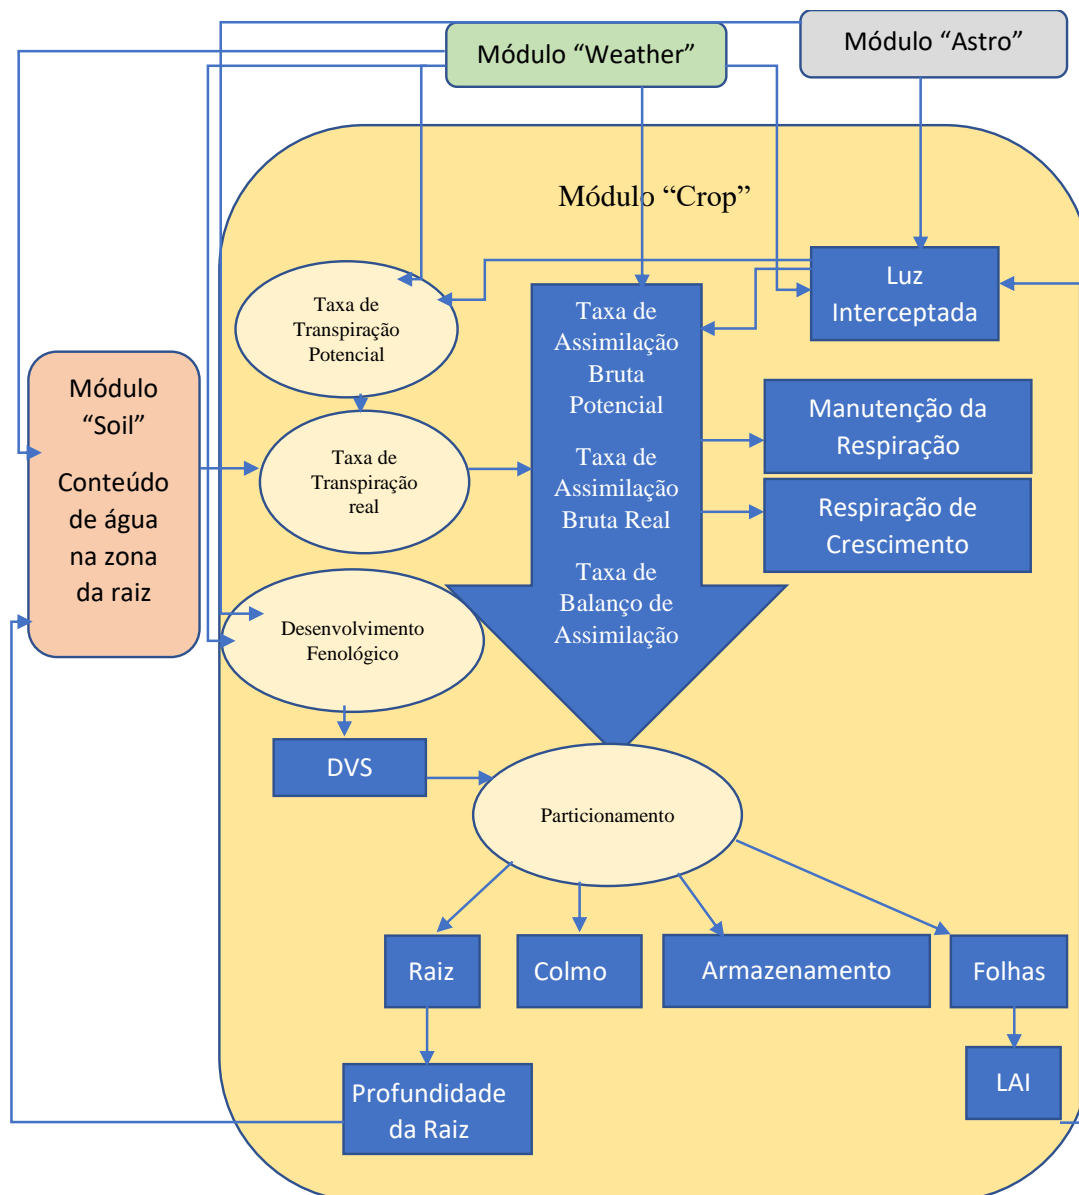 Módulo “Weather”
Módulo “Astro”
Módulo “Crop”
Luz
Interceptada
Taxa de
Transpiração
Potencial
Taxa de
Assimilação
Bruta
Potencial
Taxa de
Assimilação
Bruta Real
Taxa de
Balanço de
Assimilação
Manutenção da
Respiração
Módulo
“Soil”
Conteúdo
de água
na zona
da raiz
Taxa de
Transpiração
real
Respiração de
Crescimento
Desenvolvimento
Fenológico
DVS
Particionamento
Raiz
Colmo
Armazenamento
Folhas
LAI
Profundidade
da Raiz